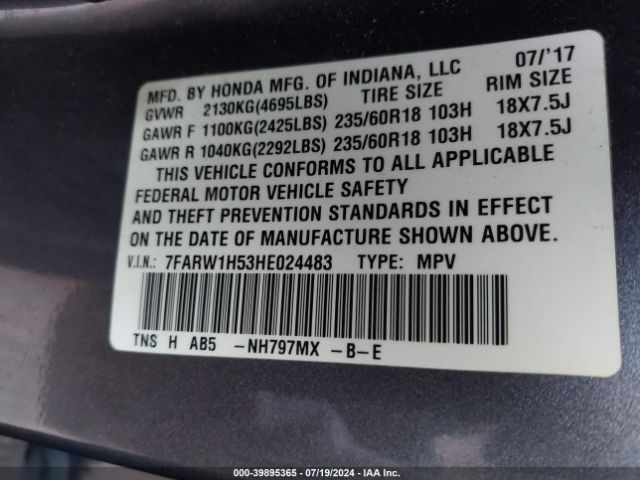 MFD. BY HONDA MFG. OF INDIANA, LLC 07/'17
GVWR 2130KG(4695LBS) TIRE SIZE RIM SIZE
GAWR F 1100KG(2425LBS) 235/60R18 103H 18X7.5J
GAWR R 1040KG(2292LBS) 235/60R18 103H 18X7.5J
THIS VEHICLE CONFORMS TO ALL APPLICABLE
FEDERAL MOTOR VEHICLE SAFETY
AND THEFT PREVENTION STANDARDS IN EFFECT
ON THE DATE OF MANUFACTURE SHOWN ABOVE.
V.I.N.: 7FARW1H53HE024483 TYPE: MPV
TNS H AB5 -NH797MX -B-E
000-39895365 - 07/19/2024 - IAA Inc.